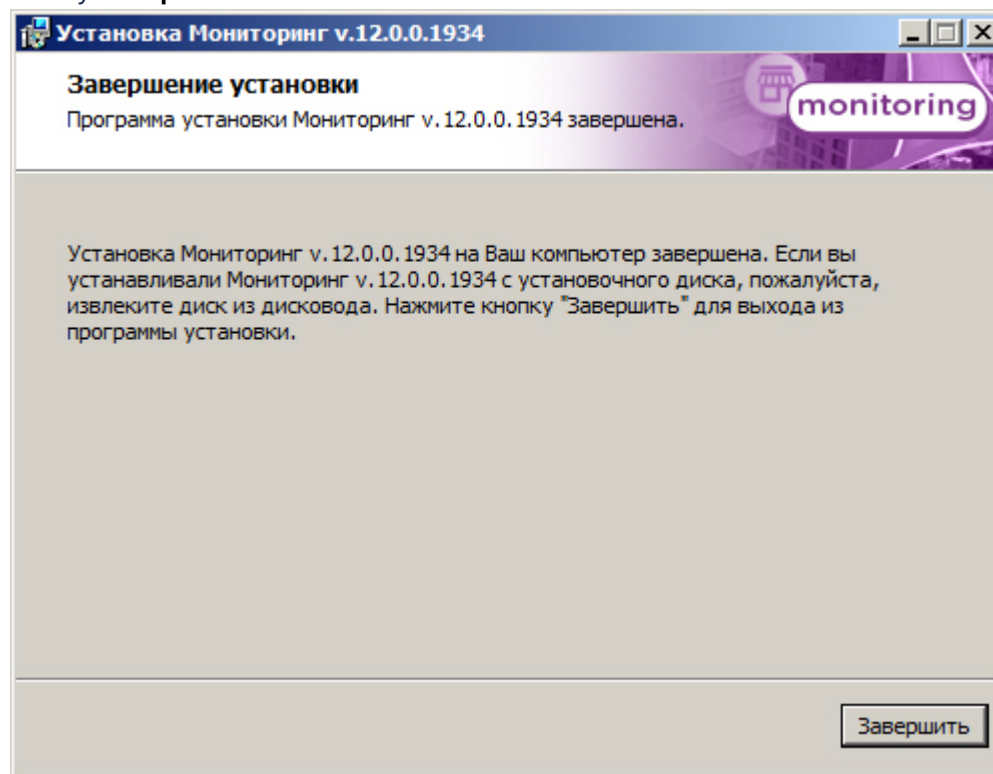 Установка Мониторинг v.12.0.0.1934
Завершение установки
Программа установки Мониторинг v.12.0.0.1934 завершена.
monitoring
Установка Мониторинг v.12.0.0.1934 на Ваш компьютер завершена. Если вы
устанавливали Мониторинг v.12.0.0.1934 с установочного диска, пожалуйста,
извлеките диск из дисковода. Нажмите кнопку "Завершить" для выхода из
программы установки.
Завершить